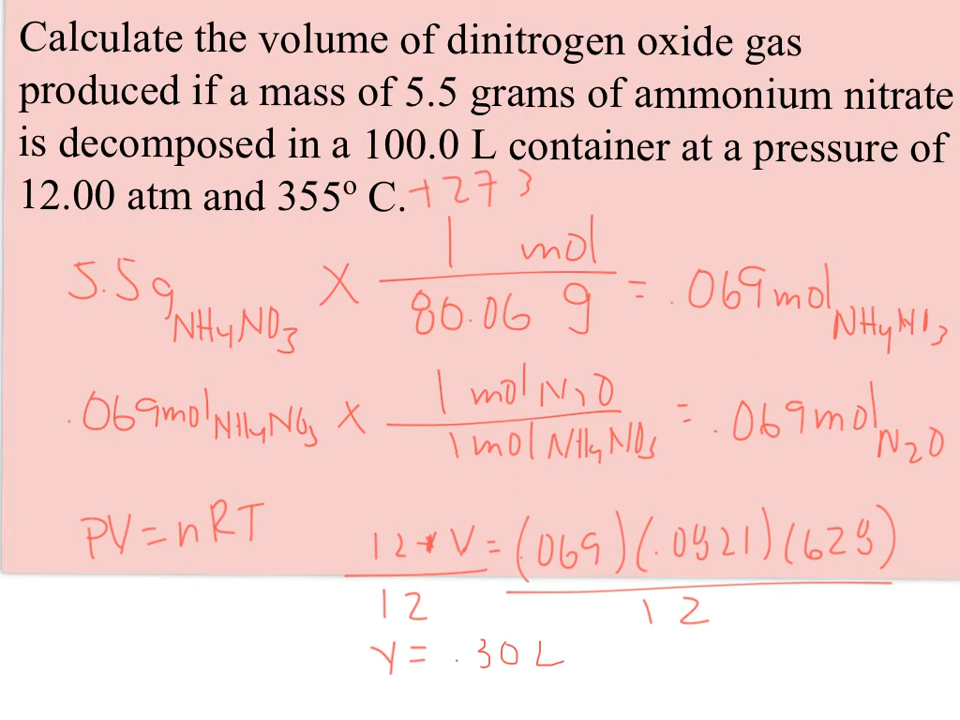 Calculate the volume of dinitrogen oxide gas
produced if a mass of 5.5 grams of ammonium nitrate
is decomposed in a 100.0 L container at a pressure of
12.00 atm and 355º C. +273
5.5g NH4NO3 X 1 mol / 80.06 g = .069 mol NH4NO3
.069 mol NH4NO3 X 1 mol N2O / 1 mol NH4NO3 = .069 mol N2O
PV=nRT 12 * V = (.069)(.0821)(628)
12 12
V = .30 L